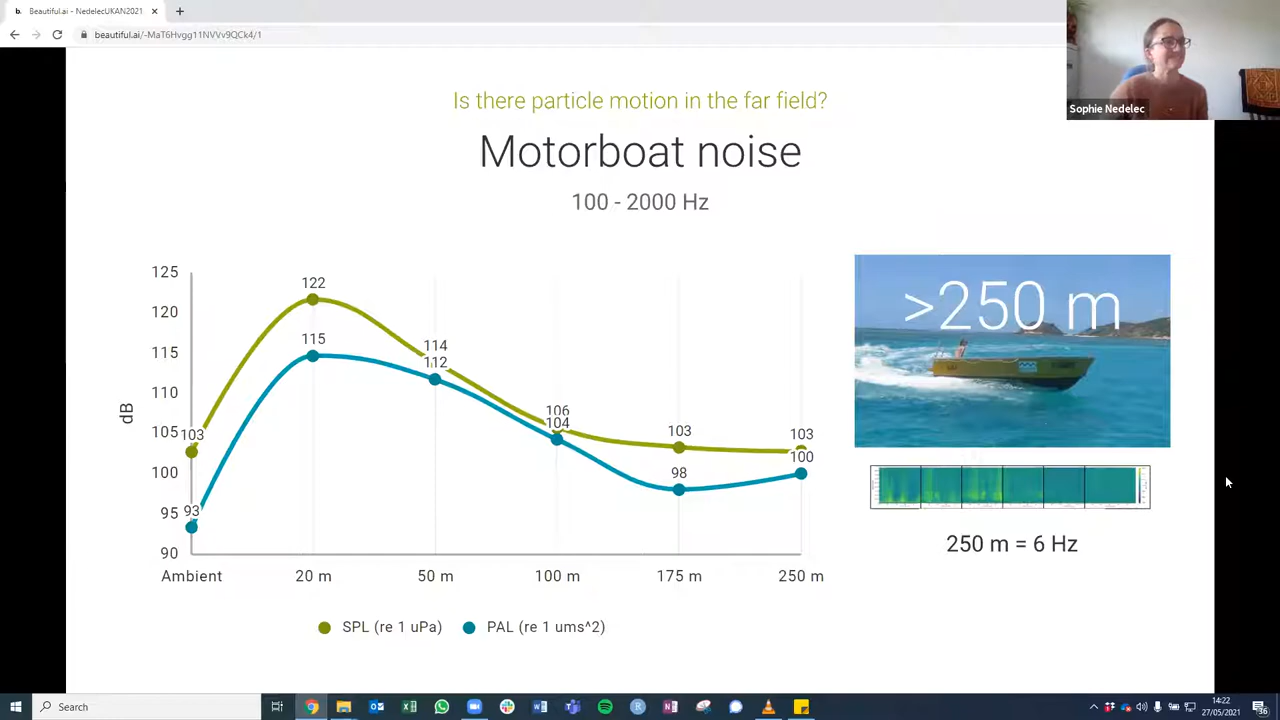 b. Beautiful.ai - NedelecUKAN2021
beautiful.ai/-MaT6Hvgg11NVVv9QCk4/1
Sophie Nedelec
Is there particle motion in the far field?
Motorboat noise
100 - 2000 Hz
dB
125
120
115
110
105
100
95
90
122
115
114
112
106
104
103
103
103
98
100
93
Ambient
20 m
50 m
100 m
175 m
250 m
SPL (re 1 uPa)
PAL (re 1 ums^2)
>250 m
250 m = 6 Hz
Search
14:22
27/05/2021
36